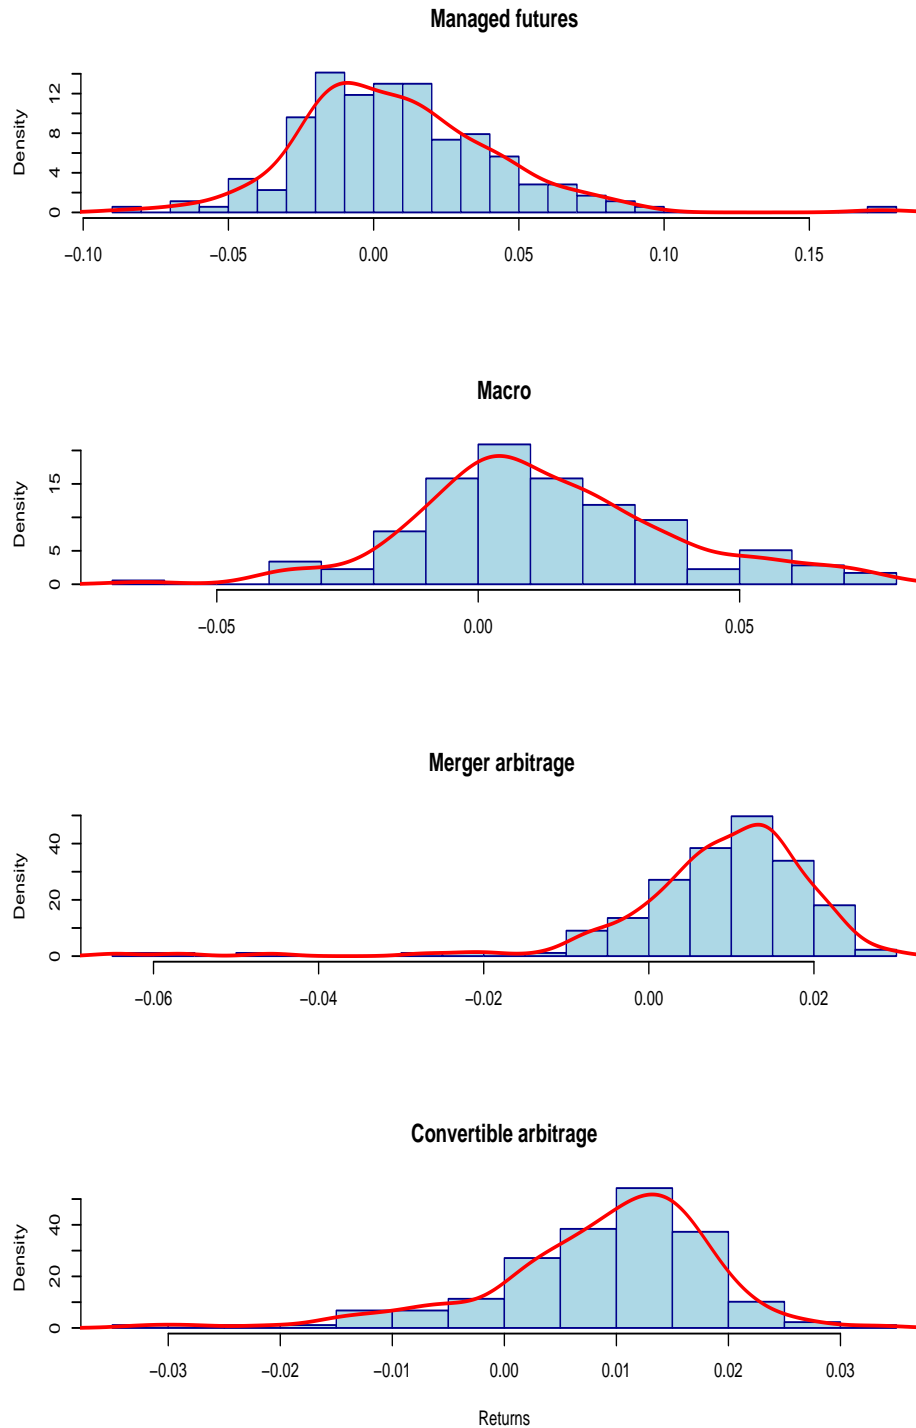 Managed futures
Density
0 4 8 12
−0.10 −0.05 0.00 0.05 0.10 0.15
Macro
Density
0 5 15
−0.05 0.00 0.05
Merger arbitrage
Density
0 20 40
−0.06 −0.04 −0.02 0.00 0.02
Convertible arbitrage
Density
0 20 40
−0.03 −0.02 −0.01 0.00 0.01 0.02 0.03
Returns